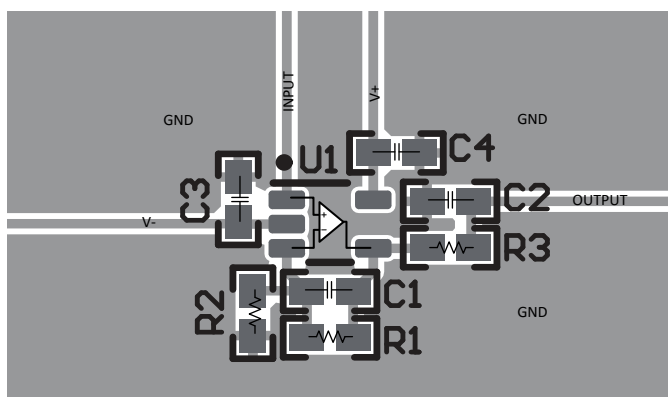 INPUT
V+
GND
GND
U1
C4
C3
C2
OUTPUT
V-
+
-
R3
C1
R2
GND
R1